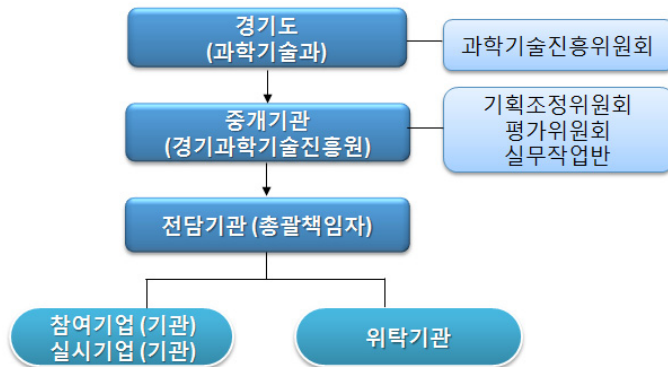 경기도
(과학기술과)
과학기술진흥위원회
중개기관
(경기과학기술진흥원)
기획조정위원회
평가위원회
실무작업반
전담기관 (총괄책임자)
참여기업 (기관)
실시기업 (기관)
위탁기관